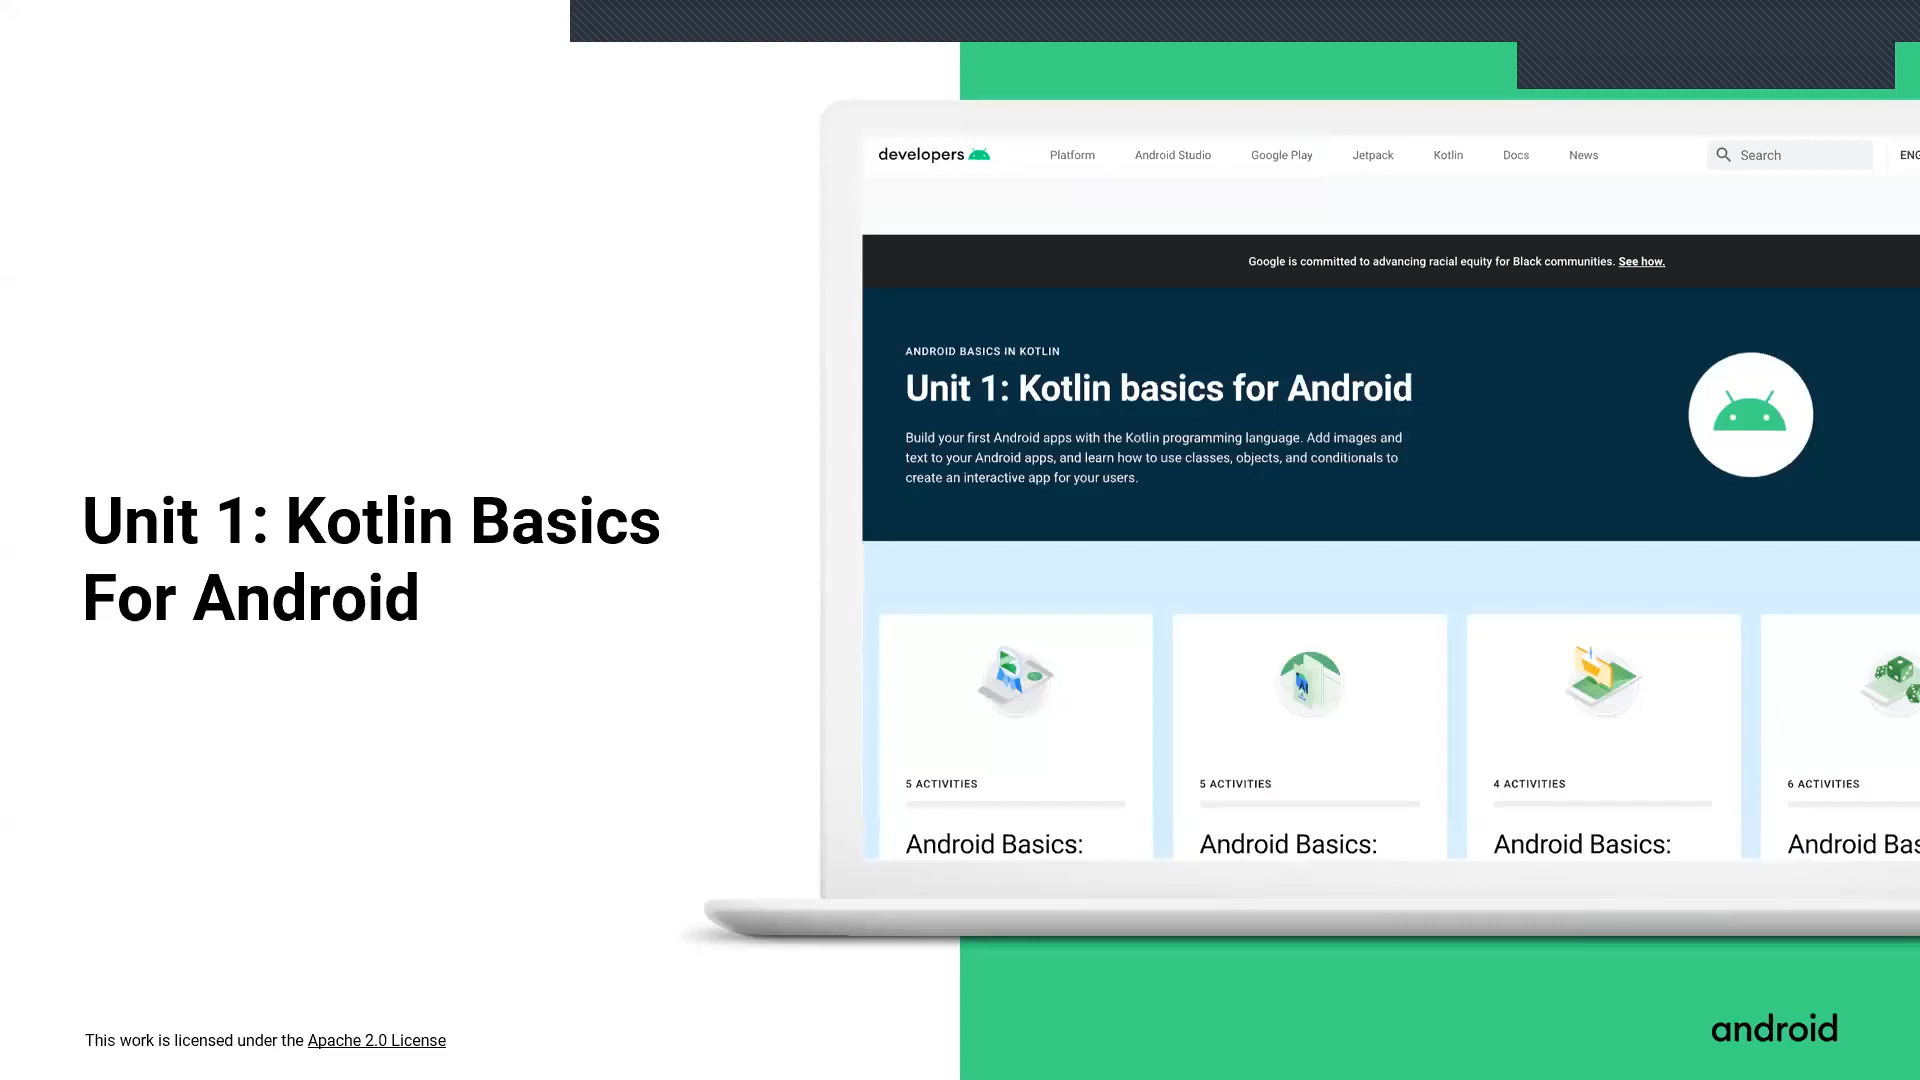 developers
Platform
Android Studio
Google Play
Jetpack
Kotlin
Docs
News
Search
ENG
Google is committed to advancing racial equity for Black communities. See how.
ANDROID BASICS IN KOTLIN
Unit 1: Kotlin basics for Android
Build your first Android apps with the Kotlin programming language. Add images and
text to your Android apps, and learn how to use classes, objects, and conditionals to
create an interactive app for your users.
Unit 1: Kotlin Basics
For Android
5 ACTIVITIES
Android Basics:
5 ACTIVITIES
Android Basics:
4 ACTIVITIES
Android Basics:
6 ACTIVITIES
Android Bas
This work is licensed under the Apache 2.0 License
android